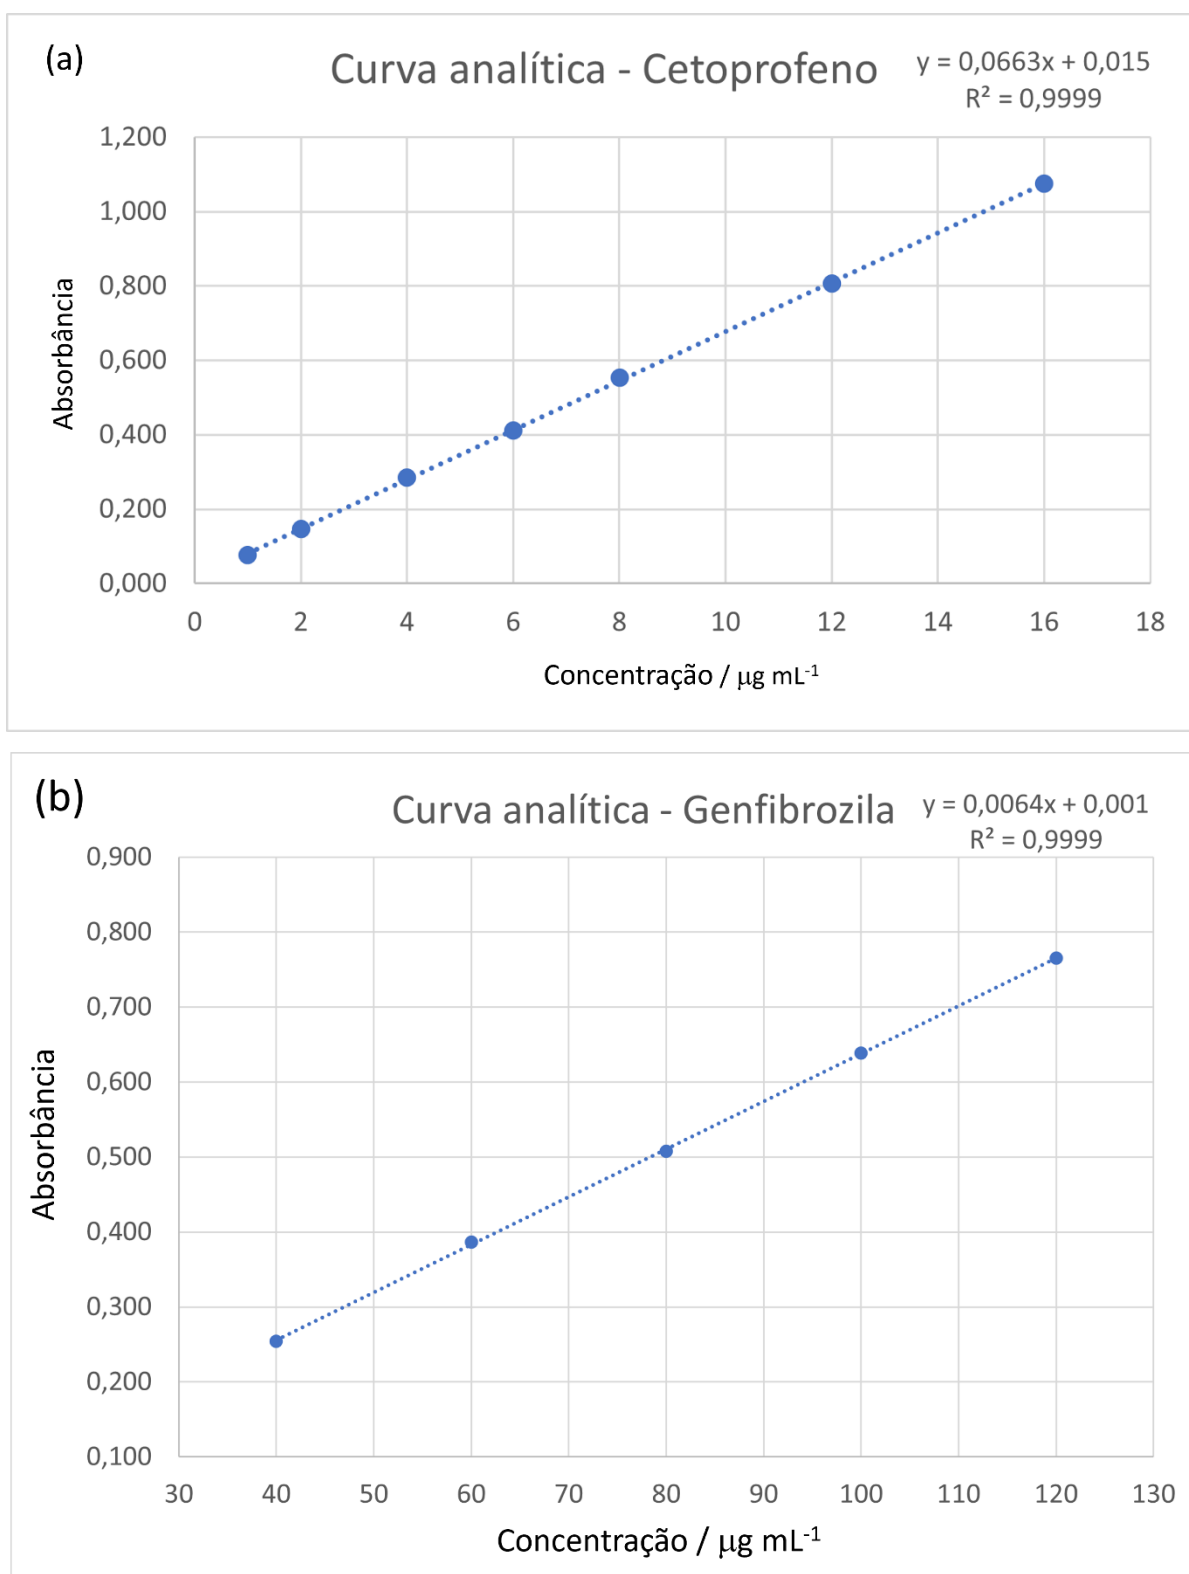 (a)
Curva analítica - Cetoprofeno
y = 0,0663x + 0,015
R² = 0,9999
1,200
1,000
0,800
0,600
0,400
0,200
0,000
Absorbância
0 2 4 6 8 10 12 14 16 18
Concentração / μg mL⁻¹
(b)
Curva analítica - Genfibrozila
y = 0,0064x + 0,001
R² = 0,9999
0,900
0,800
0,700
0,600
0,500
0,400
0,300
0,200
0,100
Absorbância
30 40 50 60 70 80 90 100 110 120 130
Concentração / μg mL⁻¹